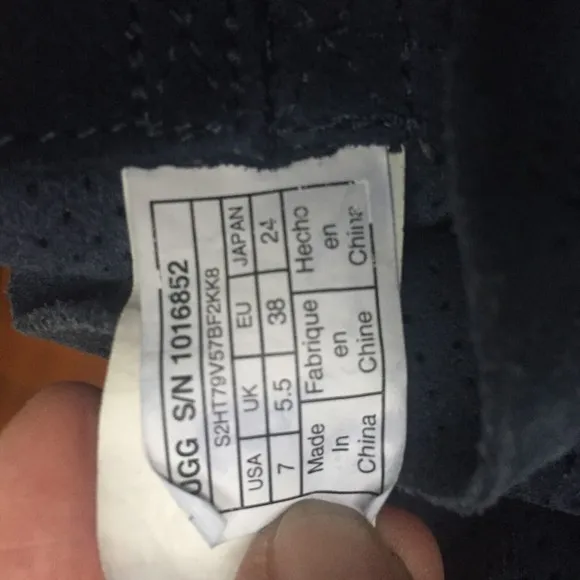 UGG S/N 1016852
S2HT79V57BF2KK8
USA UK EU JAPAN
7 5.5 38 24
Made In China
Fabrique en Chine
Hecho en China